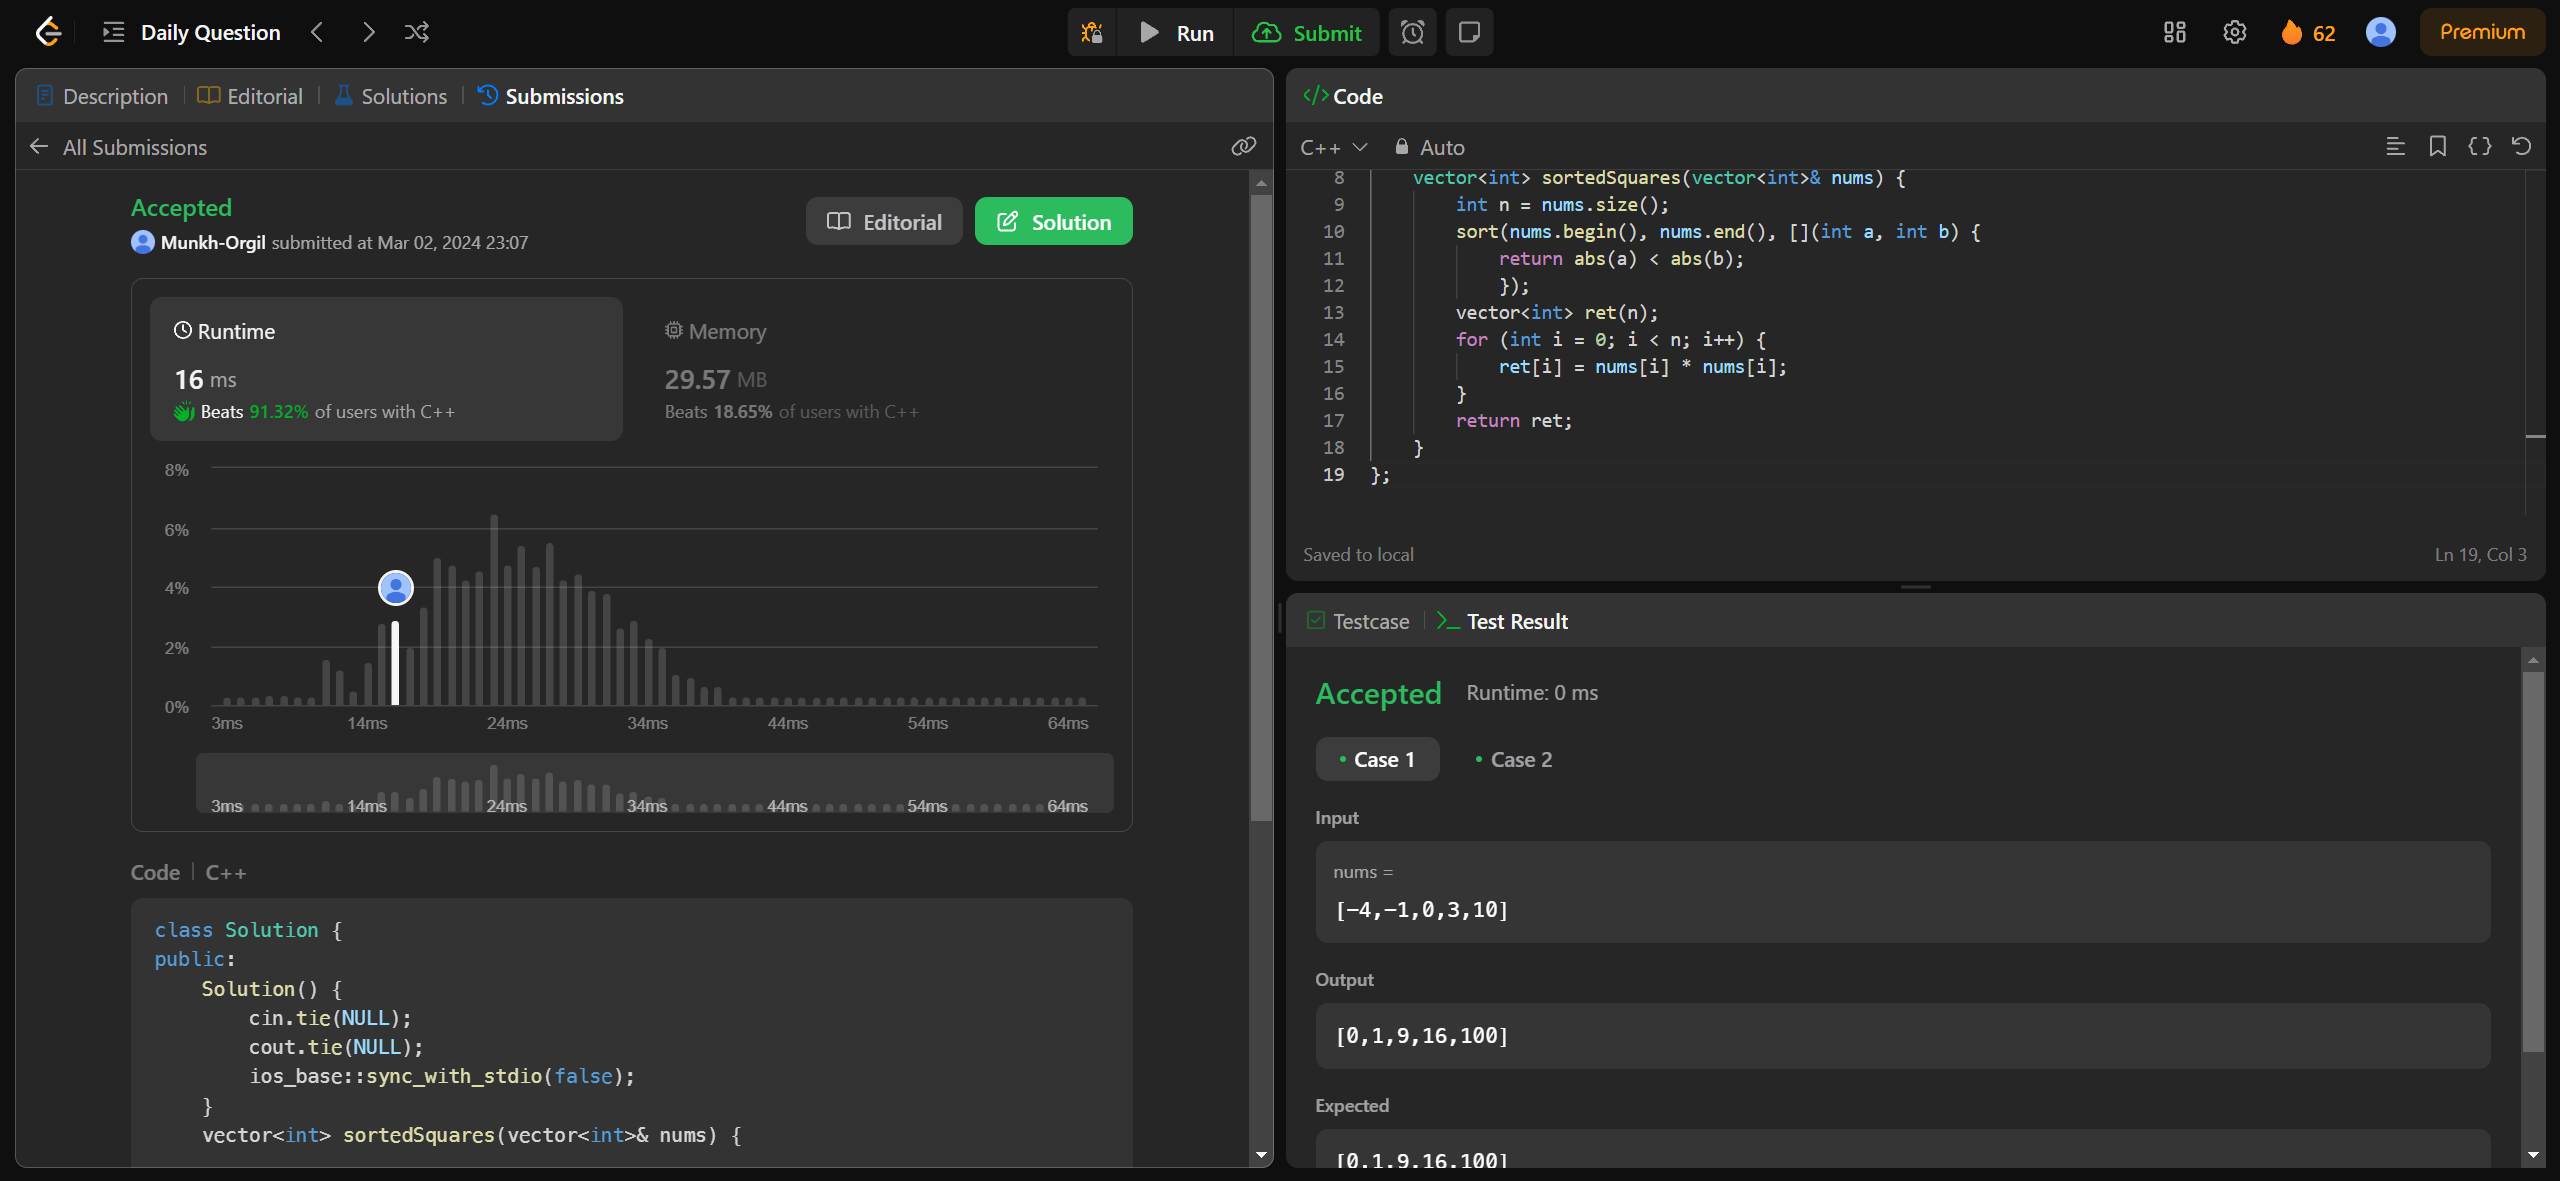 Daily Question
Run
Submit
62
Premium
Description
Editorial
Solutions
Submissions
All Submissions
Accepted
Munkh-Orgil submitted at Mar 02, 2024 23:07
Editorial
Solution
Runtime
16 ms
Beats 91.32% of users with C++
Memory
29.57 MB
Beats 18.65% of users with C++
8%
6%
4%
2%
0%
3ms 14ms 24ms 34ms 44ms 54ms 64ms
3ms 14ms 24ms 34ms 44ms 54ms 64ms
Code | C++
class Solution {
public:
    Solution() {
        cin.tie(NULL);
        cout.tie(NULL);
        ios_base::sync_with_stdio(false);
    }
    vector<int> sortedSquares(vector<int>& nums) {
</> Code
C++
Auto
8 vector<int> sortedSquares(vector<int>& nums) {
9 int n = nums.size();
10 sort(nums.begin(), nums.end(), [](int a, int b) {
11 return abs(a) < abs(b);
12 });
13 vector<int> ret(n);
14 for (int i = 0; i < n; i++) {
15 ret[i] = nums[i] * nums[i];
16 }
17 return ret;
18 }
19 };
Saved to local
Ln 19, Col 3
Testcase
Test Result
Accepted
Runtime: 0 ms
Case 1
Case 2
Input
nums =
[-4,-1,0,3,10]
Output
[0,1,9,16,100]
Expected
[0,1,9,16,100]